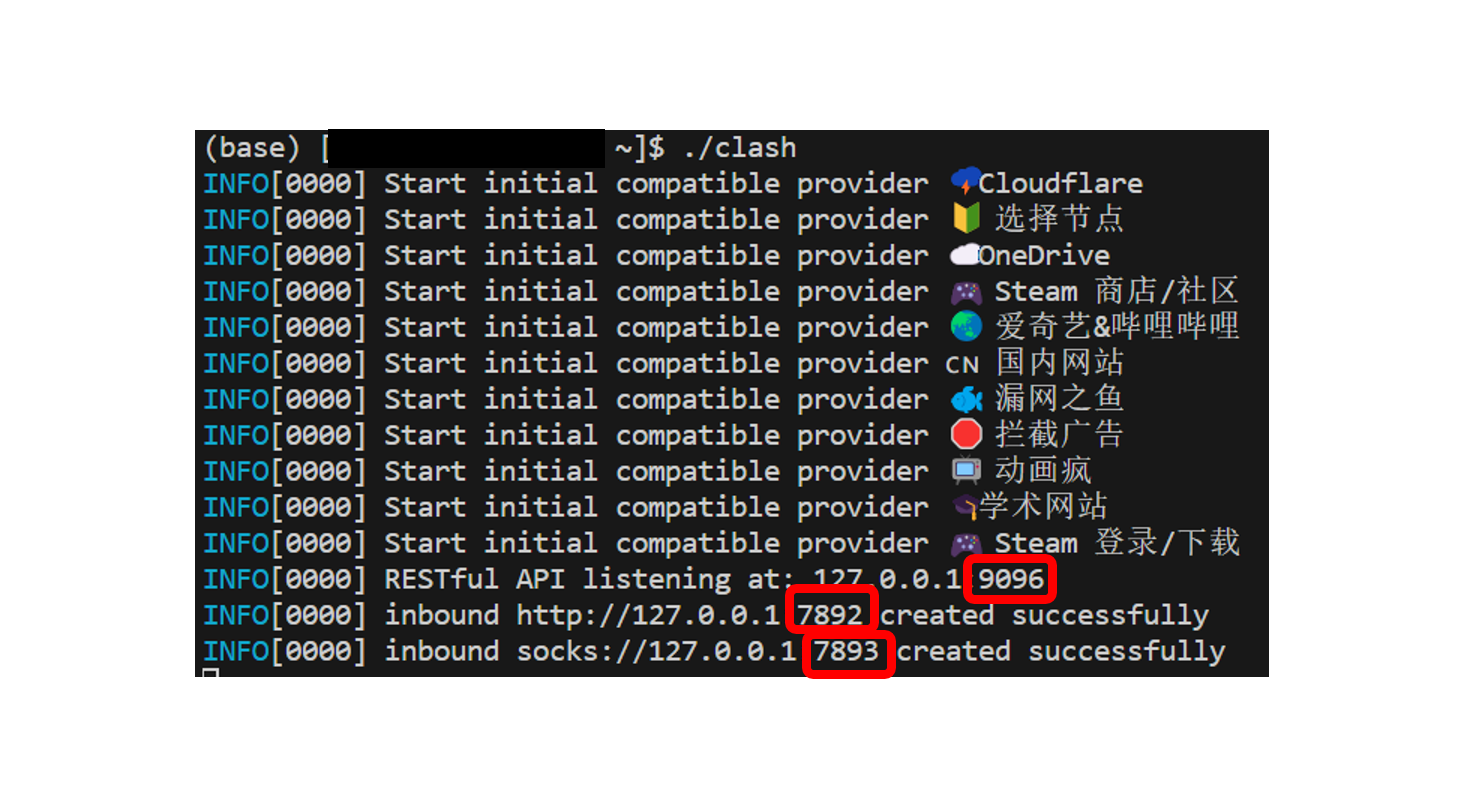 (base) [ ~]$ ./clash
INFO[0000] Start initial compatible provider 🌩️Cloudflare
INFO[0000] Start initial compatible provider 🔰 选择节点
INFO[0000] Start initial compatible provider ☁️OneDrive
INFO[0000] Start initial compatible provider 🎮 Steam 商店/社区
INFO[0000] Start initial compatible provider 🌏 爱奇艺&哔哩哔哩
INFO[0000] Start initial compatible provider CN 国内网站
INFO[0000] Start initial compatible provider 🐟 漏网之鱼
INFO[0000] Start initial compatible provider 🛑 拦截广告
INFO[0000] Start initial compatible provider 📺 动画疯
INFO[0000] Start initial compatible provider 🎓学术网站
INFO[0000] Start initial compatible provider 🎮 Steam 登录/下载
INFO[0000] RESTful API listening at: 127.0.0.1:9096
INFO[0000] inbound http://127.0.0.1 7892 created successfully
INFO[0000] inbound socks://127.0.0.1 7893 created successfully